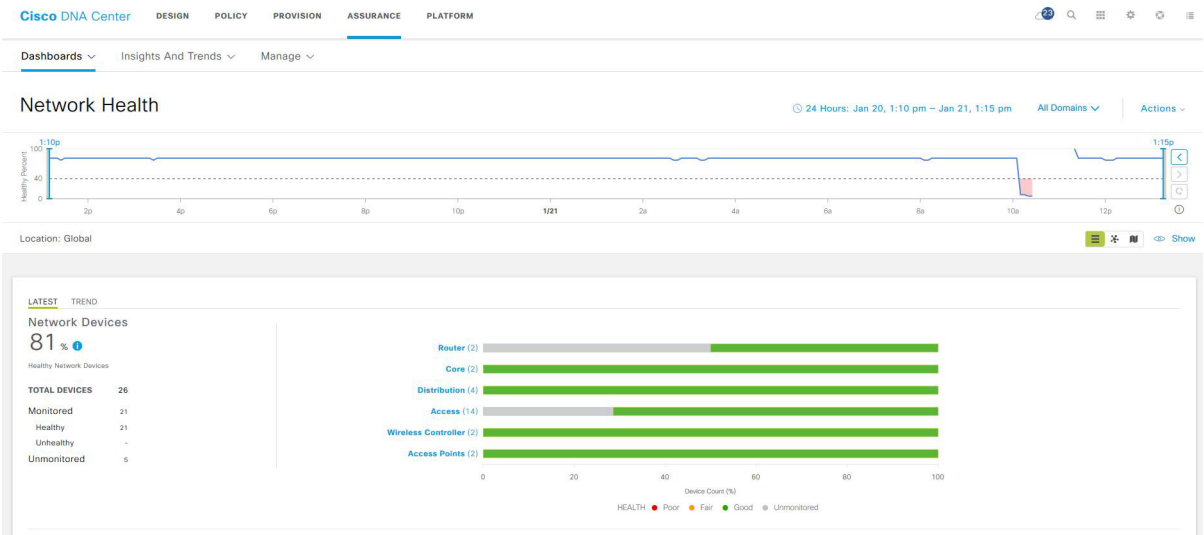 Cisco DNA Center DESIGN POLICY PROVISION ASSURANCE PLATFORM 23
Dashboards Insights And Trends Manage
Network Health 24 Hours: Jan 20, 1:10 pm – Jan 21, 1:15 pm All Domains Actions
1:10p 1:15p
Healthy Percent
100
40
0
2p 4p 6p 8p 10p 1/21 2a 4a 6a 8a 10a 12p
Location: Global Show
LATEST TREND
Network Devices
81 %
Healthy Network Devices
TOTAL DEVICES 26
Monitored 21
Healthy 21
Unhealthy -
Unmonitored 5
Router (2)
Core (2)
Distribution (4)
Access (14)
Wireless Controller (2)
Access Points (2)
0 20 40 60 80 100
Device Count (%)
HEALTH Poor Fair Good Unmonitored